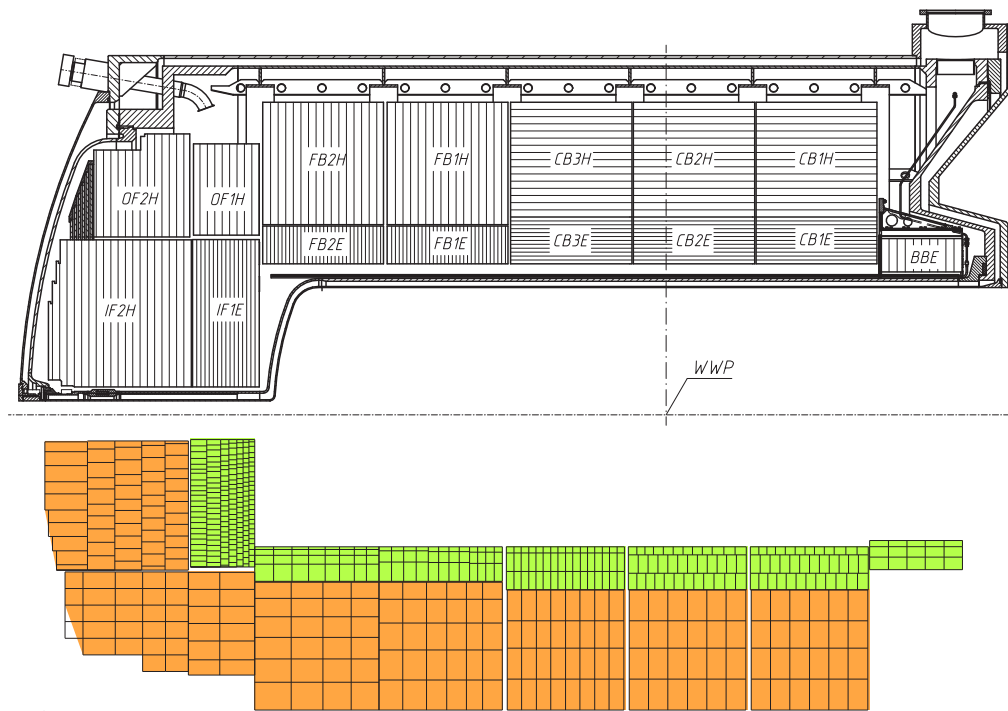 FB2H
FB1H
CB3H
CB2H
CB1H
OF2H
OF1H
FB2E
FB1E
CB3E
CB2E
CB1E
BBE
IF2H
IF1E
WWP